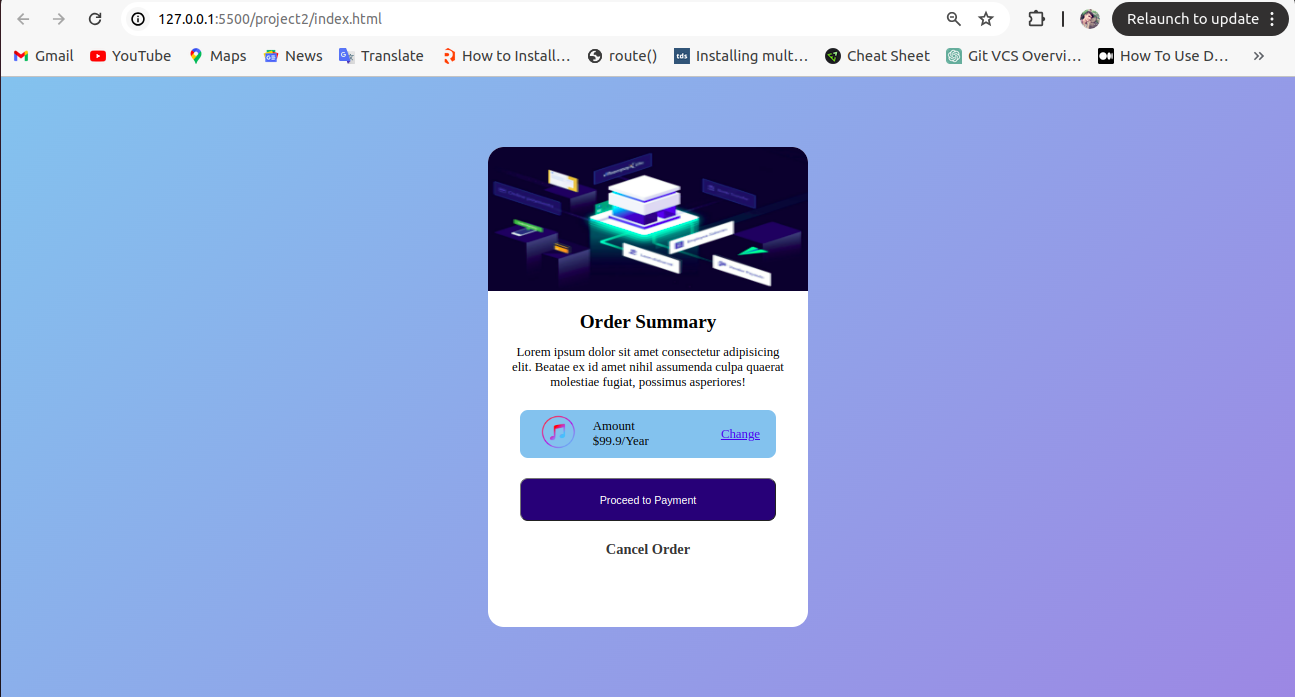 127.0.0.1:5500/project2/index.html
Relaunch to update
Gmail YouTube Maps News Translate How to Install… route() tds Installing mult… Cheat Sheet Git VCS Overvi… How To Use D…
Order Summary
Lorem ipsum dolor sit amet consectetur adipisicing
elit. Beatae ex id amet nihil assumenda culpa quaerat
molestiae fugiat, possimus asperiores!
Amount
$99.9/Year
Change
Proceed to Payment
Cancel Order